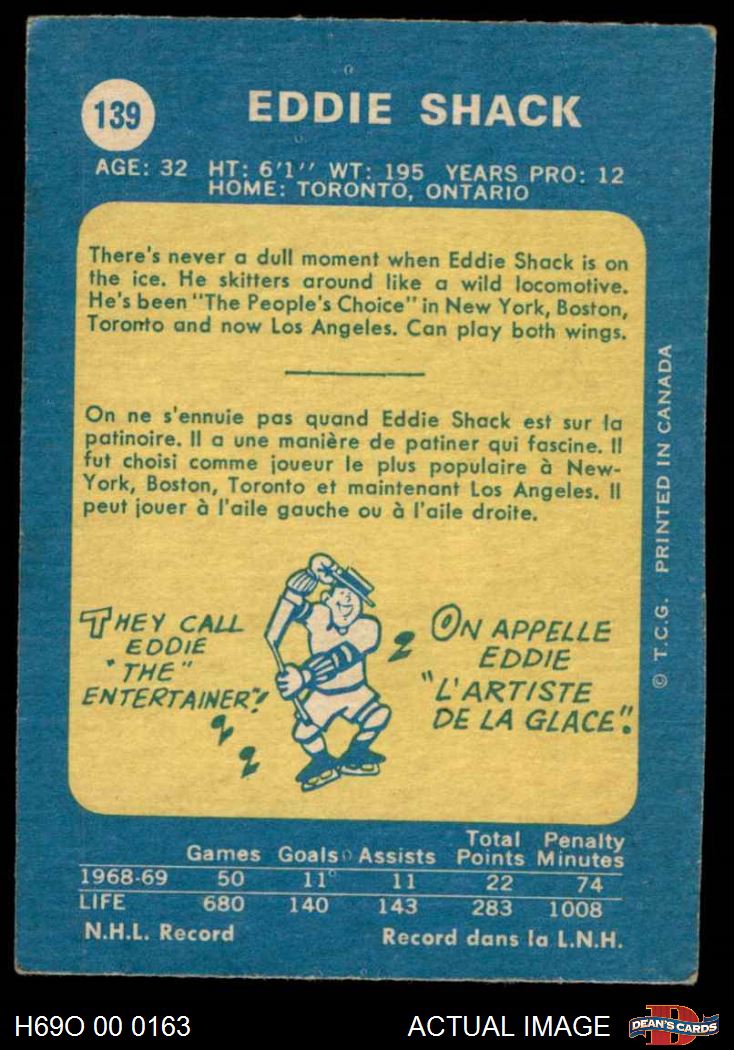 139
EDDIE SHACK
AGE: 32 HT: 6'1'' WT: 195 YEARS PRO: 12
HOME: TORONTO, ONTARIO
There's never a dull moment when Eddie Shack is on
the ice. He skitters around like a wild locomotive.
He's been "The People's Choice" in New York, Boston,
Toronto and now Los Angeles. Can play both wings.
On ne s'ennuie pas quand Eddie Shack est sur la
patinoire. Il a une manière de patiner qui fascine. Il
fut choisi comme joueur le plus populaire à New-
York, Boston, Toronto et maintenant Los Angeles. Il
peut jouer à l'aile gauche ou à l'aile droite.
THEY CALL
EDDIE
"THE"
ENTERTAINER"!
ON APPELLE
EDDIE
"L'ARTISTE
DE LA GLACE"!
© T.C.G. PRINTED IN CANADA
Total Penalty
Games Goals Assists Points Minutes
1968-69 50 11 11 22 74
LIFE 680 140 143 283 1008
N.H.L. Record Record dans la L.N.H.
H69O 00 0163
ACTUAL IMAGE
D
DEAN'S CARDS